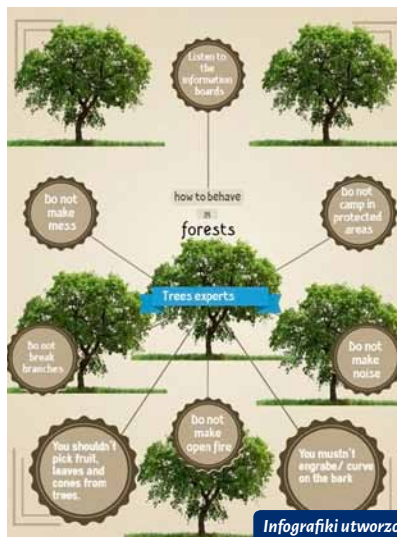 Listen to
the
information
boards
how to behave
in
forests
Do not
make
mess
Do not
camp in
protected
areas
Trees experts
Do not
break
branches
Do not
make
noise
You shouldn't
pick fruit,
leaves and
cones from
trees.
Do not
make
open fire
You mustn't
engrabe/ curve
on the bark
Infografiki utworzo